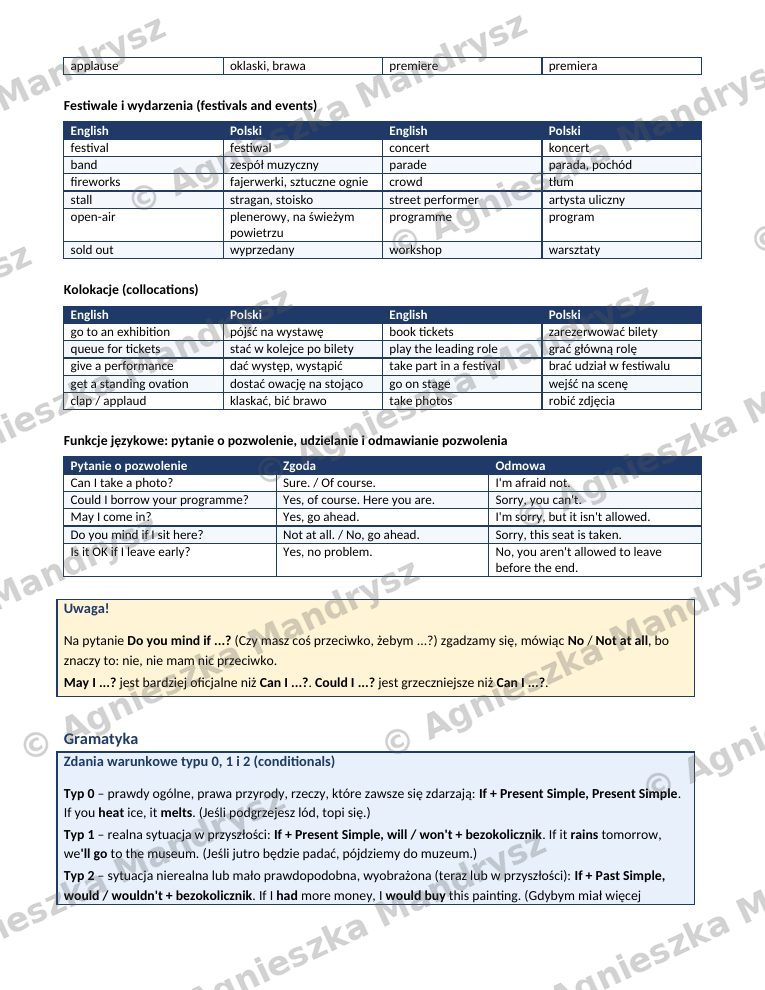 applause oklaski, brawa premiere premiera
Festiwale i wydarzenia (festivals and events)
English Polski English Polski
festival festiwal concert koncert
band zespół muzyczny parade parada, pochód
fireworks fajerwerki, sztuczne ognie crowd tłum
stall stragan, stoisko street performer artysta uliczny
open-air plenerowy, na świeżym programme program
powietrzu
sold out wyprzedany workshop warsztaty
Kolokacje (collocations)
English Polski English Polski
go to an exhibition pójść na wystawę book tickets zarezerwować bilety
queue for tickets stać w kolejce po bilety play the leading role grać główną rolę
give a performance dać występ, wystąpić take part in a festival brać udział w festiwalu
get a standing ovation dostać owację na stojąco go on stage wejść na scenę
clap / applaud klaskać, bić brawo take photos robić zdjęcia
Funkcje językowe: pytanie o pozwolenie, udzielanie i odmawianie pozwolenia
Pytanie o pozwolenie Zgoda Odmowa
Can I take a photo? Sure. / Of course. I'm afraid not.
Could I borrow your programme? Yes, of course. Here you are. Sorry, you can't.
May I come in? Yes, go ahead. I'm sorry, but it isn't allowed.
Do you mind if I sit here? Not at all. / No, go ahead. Sorry, this seat is taken.
Is it OK if I leave early? Yes, no problem. No, you aren't allowed to leave
before the end.
Uwaga!
Na pytanie Do you mind if ...? (Czy masz coś przeciwko, żebym ...?) zgadzamy się, mówiąc No / Not at all, bo
znaczy to: nie, nie mam nic przeciwko.
May I ...? jest bardziej oficjalne niż Can I ...?. Could I ...? jest grzeczniejsze niż Can I ...?.
Gramatyka
Zdania warunkowe typu 0, 1 i 2 (conditionals)
Typ 0 – prawdy ogólne, prawa przyrody, rzeczy, które zawsze się zdarzają: If + Present Simple, Present Simple.
If you heat ice, it melts. (Jeśli podgrzejesz lód, topi się.)
Typ 1 – realna sytuacja w przyszłości: If + Present Simple, will / won't + bezokolicznik. If it rains tomorrow,
we'll go to the museum. (Jeśli jutro będzie padać, pójdziemy do muzeum.)
Typ 2 – sytuacja nierealna lub mało prawdopodobna, wyobrażona (teraz lub w przyszłości): If + Past Simple,
would / wouldn't + bezokolicznik. If I had more money, I would buy this painting. (Gdybym miał więcej
© Agnieszka Mandrysz